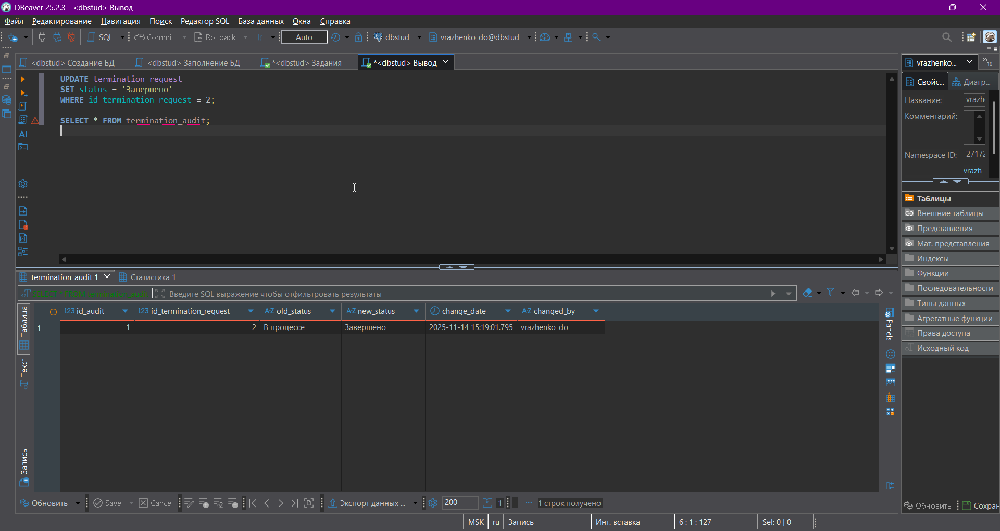 DBeaver 25.2.3 - <dbstud> Вывод
Файл Редактирование Навигация Поиск Редактор SQL База данных Окна Справка
SQL Commit Rollback T Auto dbstud vrazhenko_do@dbstud
<dbstud> Создание БД <dbstud> Заполнение БД *<dbstud> Задания *<dbstud> Вывод
UPDATE termination_request
SET status = 'Завершено'
WHERE id_termination_request = 2;
SELECT * FROM termination_audit;
AI
vrazhenko... 10
Свойс... Диагр...
Название: vrazh
Комментарий:
Namespace ID: 27172
vrazh
Таблицы
Внешние таблицы
Представления
Мат. представления
Индексы
Функции
Последовательности
Типы данных
Агрегатные функции
Права доступа
Исходный код
Обновить Сохран
termination_audit 1 Статистика 1
SELECT * FROM termination_audit Введите SQL выражение чтобы отфильтровать результаты
Таблица
Текст
Запись
123 id_audit 123 id_termination_request A-Z old_status A-Z new_status change_date A-Z changed_by
1 1 2 В процессе Завершено 2025-11-14 15:19:01.795 vrazhenko_do
Panels
Обновить Save Cancel Экспорт данных ... 200 1 ... 1 строк получено
MSK ru Запись Инт. вставка 6 : 1 : 127 Sel: 0 | 0